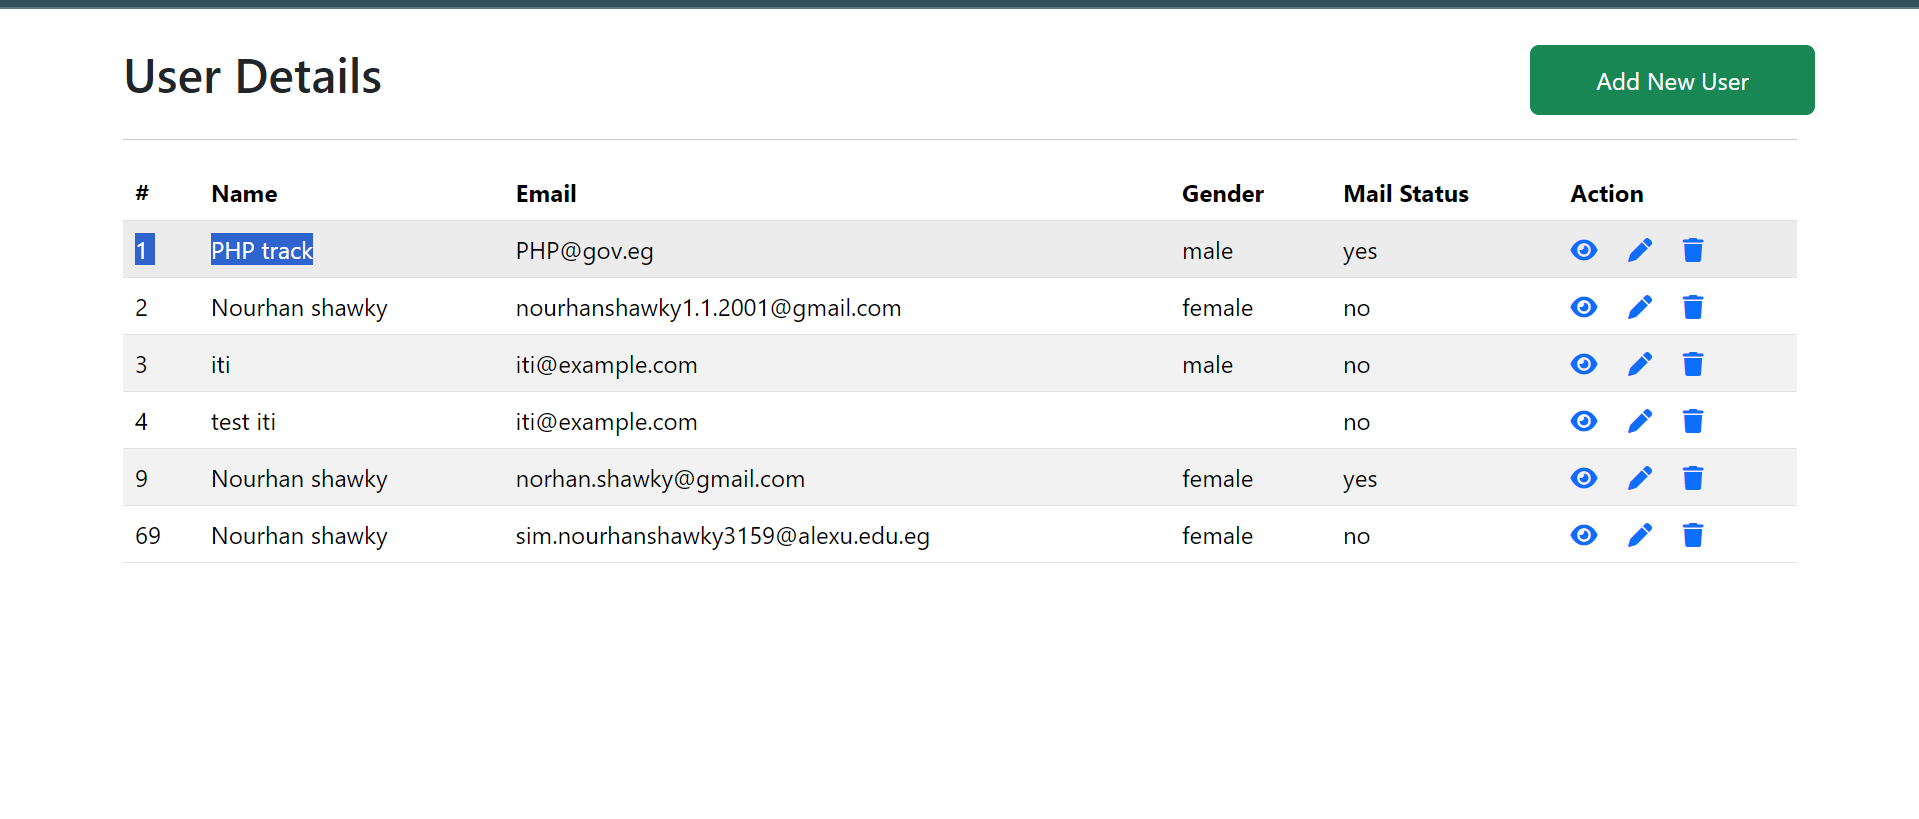 User Details
Add New User
# Name Email Gender Mail Status Action
1 PHP track PHP@gov.eg male yes
2 Nourhan shawky nourhanshawky1.1.2001@gmail.com female no
3 iti iti@example.com male no
4 test iti iti@example.com no
9 Nourhan shawky norhan.shawky@gmail.com female yes
69 Nourhan shawky sim.nourhanshawky3159@alexu.edu.eg female no